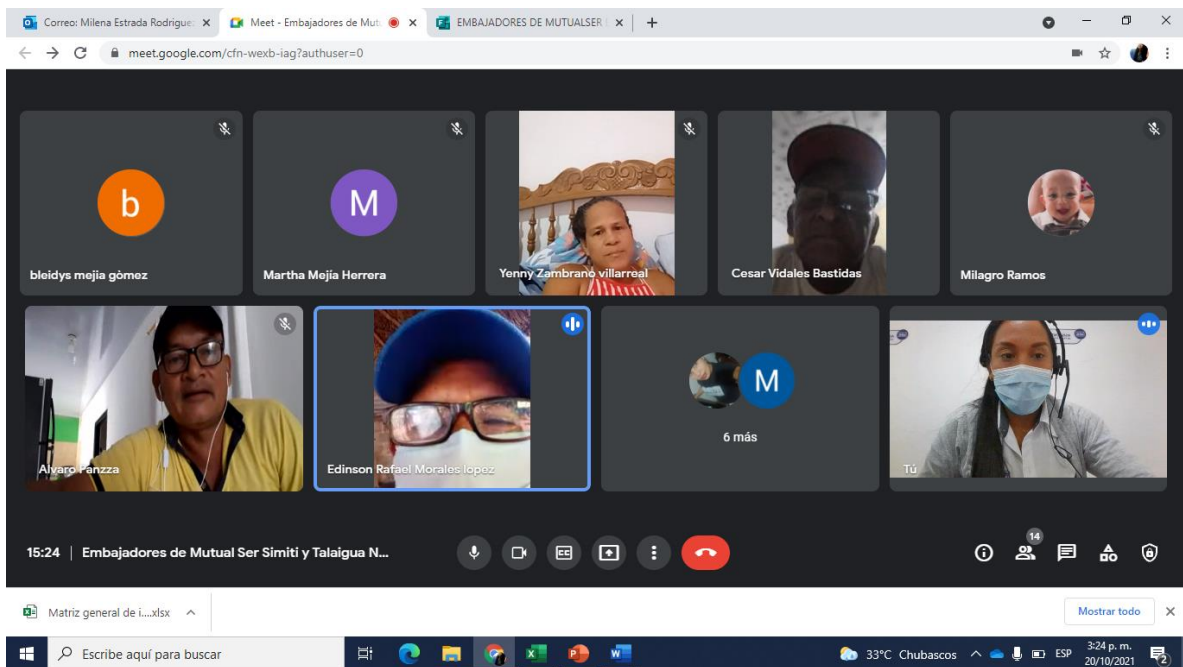 Correo: Milena Estrada Rodrigue
Meet - Embajadores de Mut
EMBAJADORES DE MUTUALSER
meet.google.com/cfn-wexb-iag?authuser=0
b
bleidys mejia gómez
M
Martha Mejía Herrera
Yenny Zambrano villarreal
Cesar Vidales Bastidas
Milagro Ramos
Alvaro Panzza
Edinson Rafael Morales lopez
M
6 más
Tú
15:24 | Embajadores de Mutual Ser Simiti y Talaigua N...
14
Matriz general de i....xlsx
Mostrar todo
Escribe aquí para buscar
33°C Chubascos
ESP
3:24 p. m.
20/10/2021
2